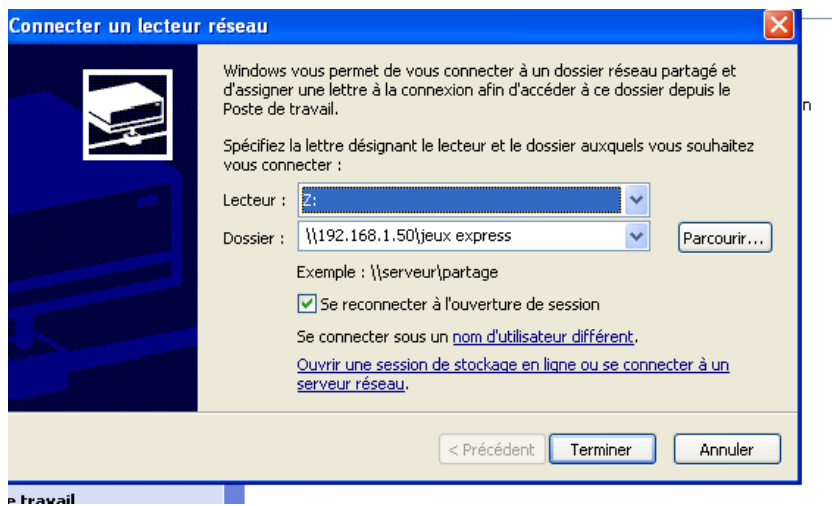 Connecter un lecteur réseau
Windows vous permet de vous connecter à un dossier réseau partagé et
d'assigner une lettre à la connexion afin d'accéder à ce dossier depuis le
Poste de travail.
Spécifiez la lettre désignant le lecteur et le dossier auxquels vous souhaitez
vous connecter :
Lecteur : Z:
Dossier : \\192.168.1.50\jeux express Parcourir...
Exemple : \\serveur\partage
Se reconnecter à l'ouverture de session
Se connecter sous un nom d'utilisateur différent.
Ouvrir une session de stockage en ligne ou se connecter à un
serveur réseau.
< Précédent Terminer Annuler
e travail
n